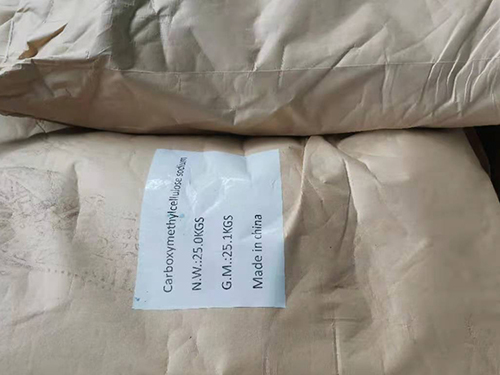 Carboxymethylcellulose sodium
N.W.:25.0KGS
G.M.:25.1KGS
Made in china